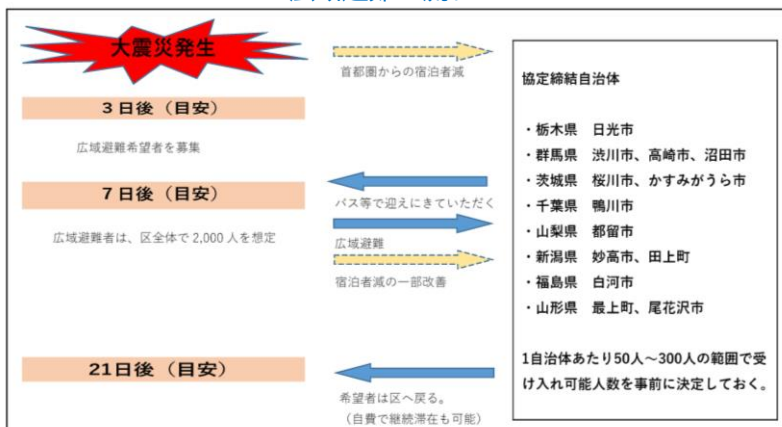 大震災発生
首都圏からの宿泊者減
3日後(目安)
広域避難希望者を募集
7日後(目安)
バス等で迎えにきていただく
広域避難者は、区全体で2,000人を想定
広域避難
宿泊者減の一部改善
21日後(目安)
希望者は区へ戻る。
(自費で継続滞在も可能)
協定締結自治体
・栃木県 日光市
・群馬県 渋川市、高崎市、沼田市
・茨城県 桜川市、かすみがうら市
・千葉県 鴨川市
・山梨県 都留市
・新潟県 妙高市、田上町
・福島県 白河市
・山形県 最上町、尾花沢市
1自治体あたり50人~300人の範囲で受
け入れ可能人数を事前に決定しておく。